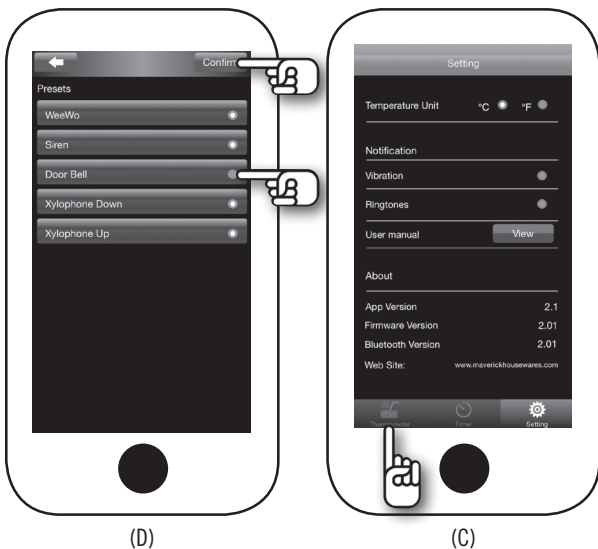 Confirm
Presets
WeeWo
Siren
Door Bell
Xylophone Down
Xylophone Up
(D)
Setting
Temperature Unit °C °F
Notification
Vibration
Ringtones
User manual View
About
App Version 2.1
Firmware Version 2.01
Bluetooth Version 2.01
Web Site: www.maverickhousewares.com
Thermometer Timer Setting
(C)